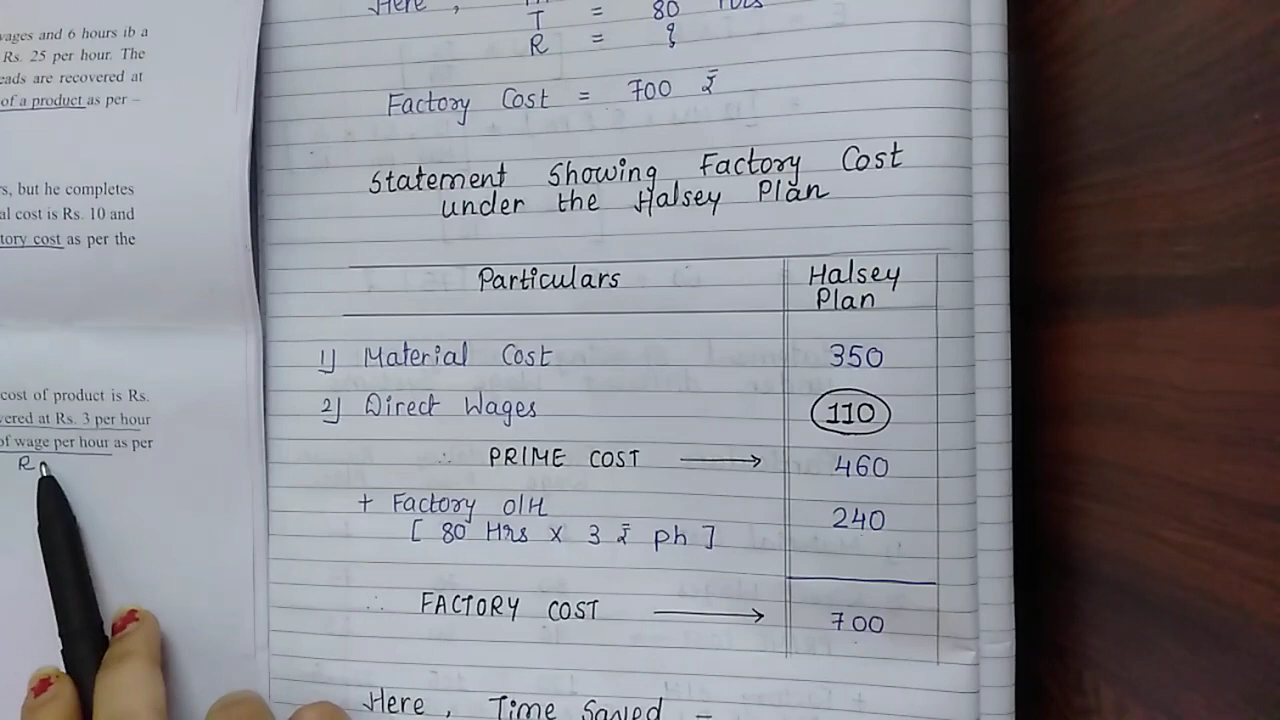 wages and 6 hours ib a
Rs. 25 per hour. The
eads are recovered at
of a product as per –
rs, but he completes
al cost is Rs. 10 and
tory cost as per the
cost of product is Rs.
vered at Rs. 3 per hour
of wage per hour as per
R
Here ,
T = 80 Hrs
R = ?
Factory Cost = 700 ₹
Statement Showing Factory Cost
under the Halsey Plan
Particulars Halsey
Plan
1) Material Cost 350
2) Direct Wages 110
∴ PRIME COST → 460
+ Factory O/H 240
[ 80 Hrs x 3 ₹ ph ]
∴ FACTORY COST → 700
Here , Time Saved –